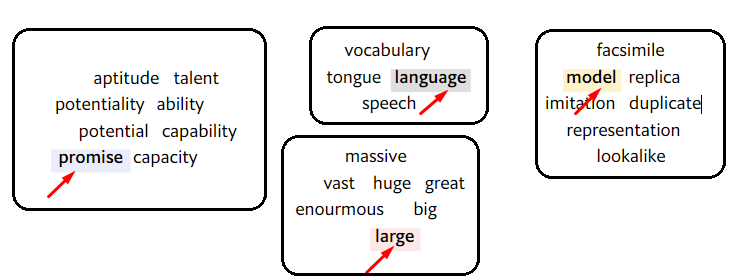 aptitude talent
potentiality ability
potential capability
promise capacity
vocabulary
tongue language
speech
massive
vast huge great
enourmous big
large
facsimile
model replica
imitation duplicate
representation
lookalike